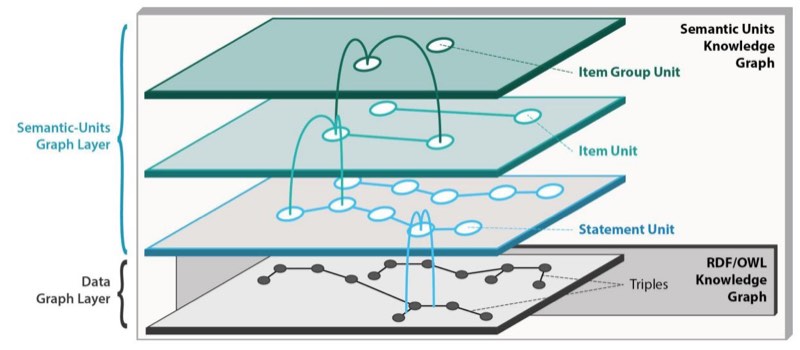 Semantic Units
Knowledge
Graph
Item Group Unit
Semantic-Units
Graph Layer
Item Unit
Statement Unit
RDF/OWL
Knowledge
Graph
Data
Graph Layer
Triples